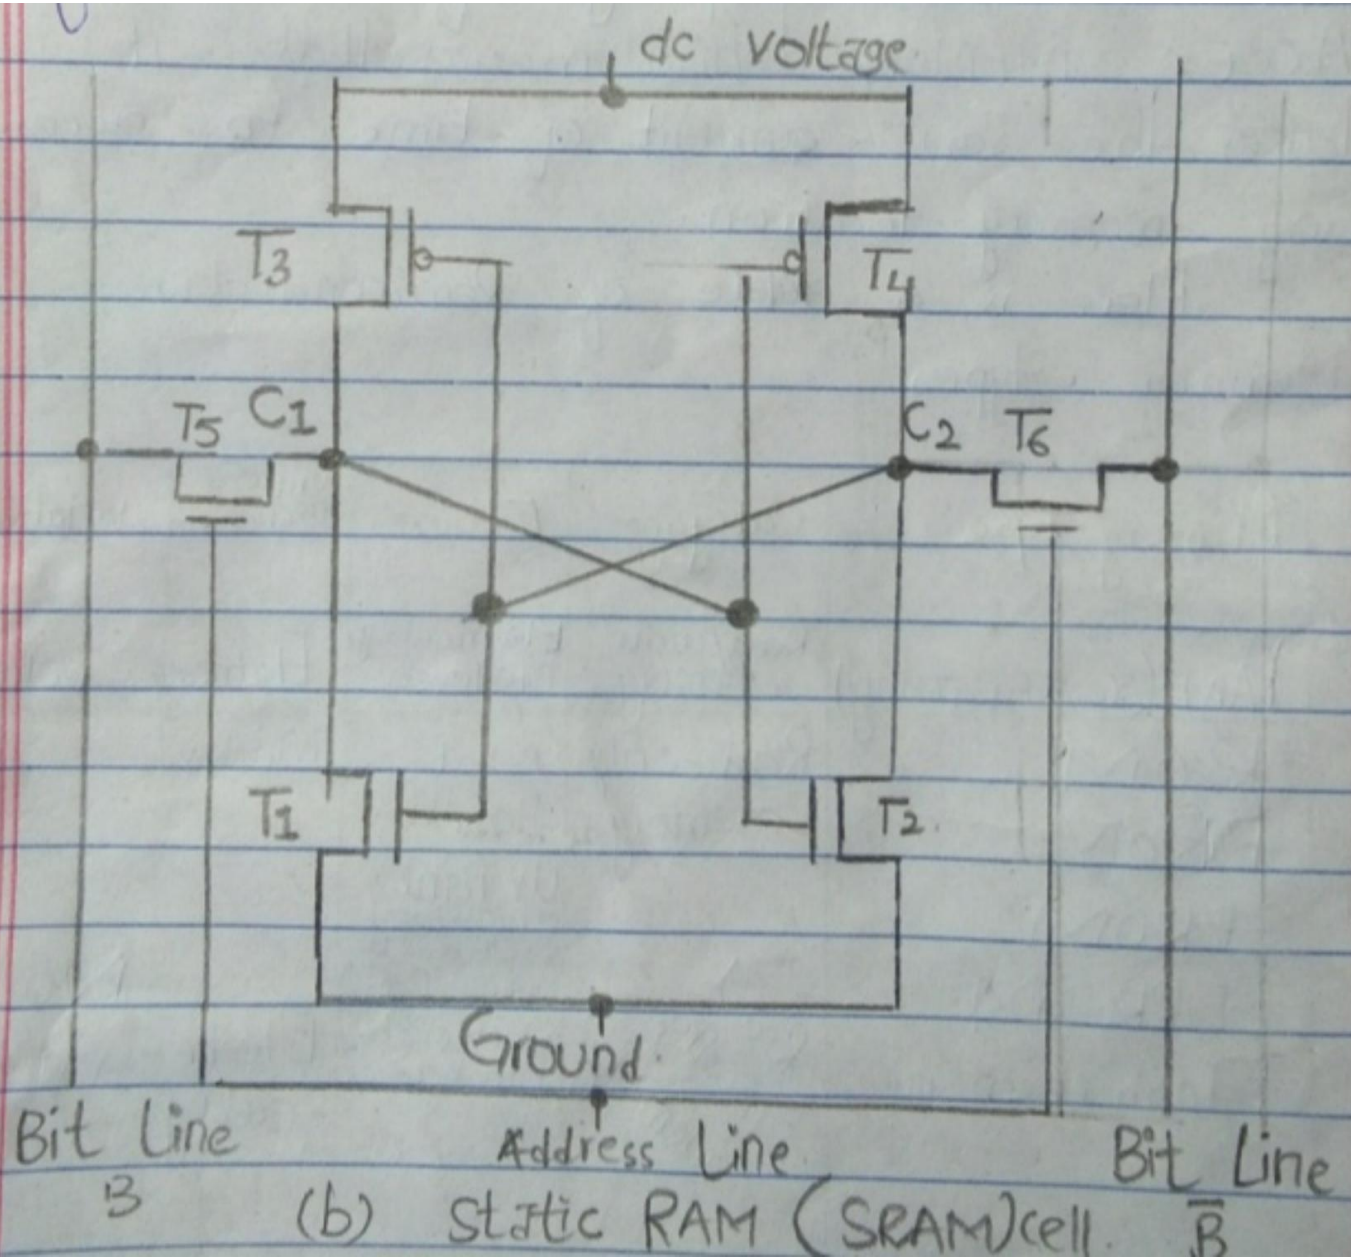 dc voltage
T3
T4
T5 C1
C2 T6
T1
T2.
Ground.
Bit Line
Address Line
Bit Line
B
(b) Static RAM (SRAM) cell.
B̅